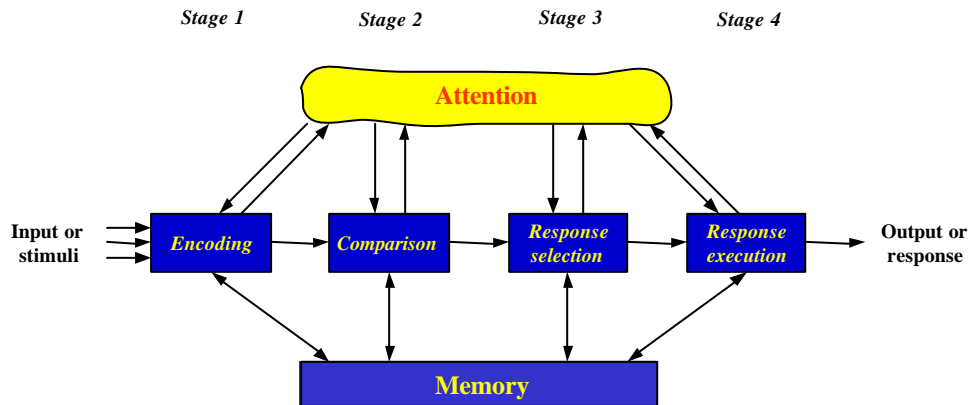 Stage 1 Stage 2 Stage 3 Stage 4
Attention
Input or
stimuli
Encoding
Comparison
Response
selection
Response
execution
Output or
response
Memory